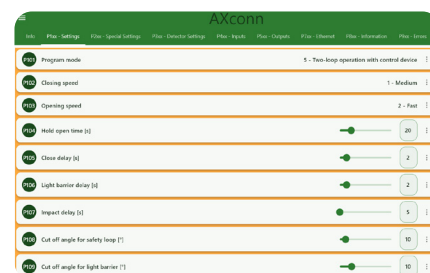 AXconn
Info P1xx - Settings P2xx - Special Settings P3xx - Detector Settings P4xx - Inputs P5xx - Outputs P7xx - Ethernet P8xx - Information P9xx - Errors
P101 Program mode 5 - Two-loop operation with control device
P102 Closing speed 1 - Medium
P103 Opening speed 2 - Fast
P104 Hold open time [s] 20
P105 Close delay [s] 2
P106 Light barrier delay [s] 2
P107 Impact delay [s] 5
P108 Cut off angle for safety loop [°] 10
P109 Cut off angle for light barrier [°] 10